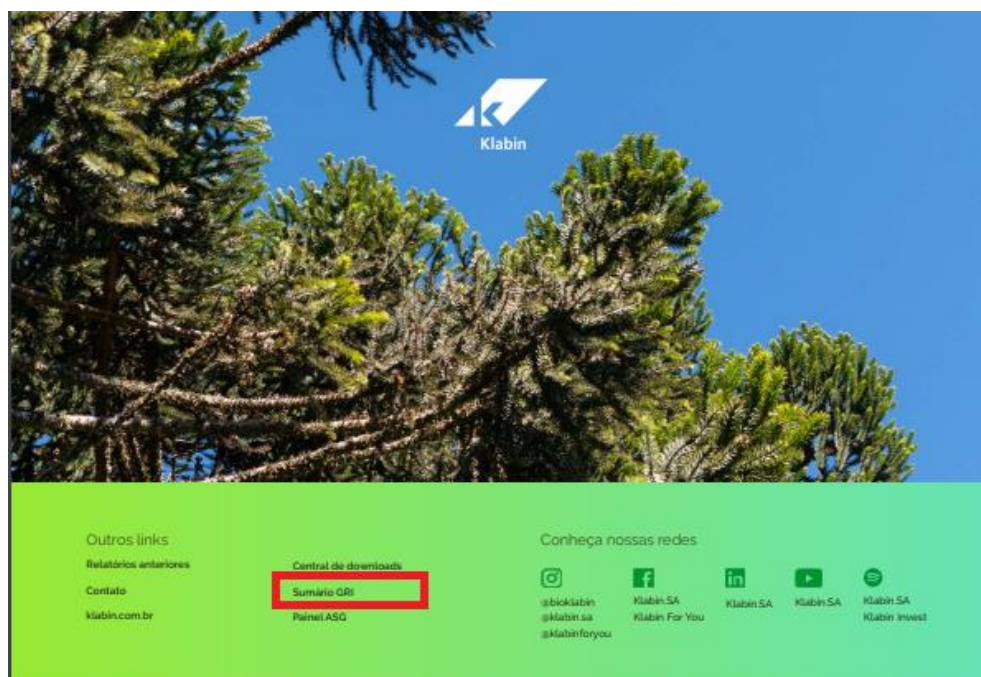 Klabin
Outros links
Relatórios anteriores
Contato
klabin.com.br
Central de downloads
Sumário GRI
Painel ASG
Conheça nossas redes
@bioklabin
@klabin.sa
@klabinforyou
Klabin.SA
Klabin For You
Klabin.SA
Klabin.SA
Klabin.SA
Klabin Invest